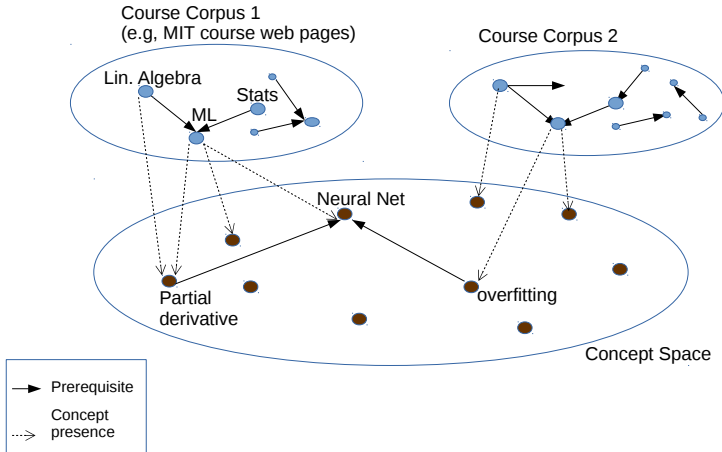 Course Corpus 1
(e.g, MIT course web pages)
Course Corpus 2
Lin. Algebra
Stats
ML
Neural Net
Partial
derivative
overfitting
Concept Space
Prerequisite
Concept
presence